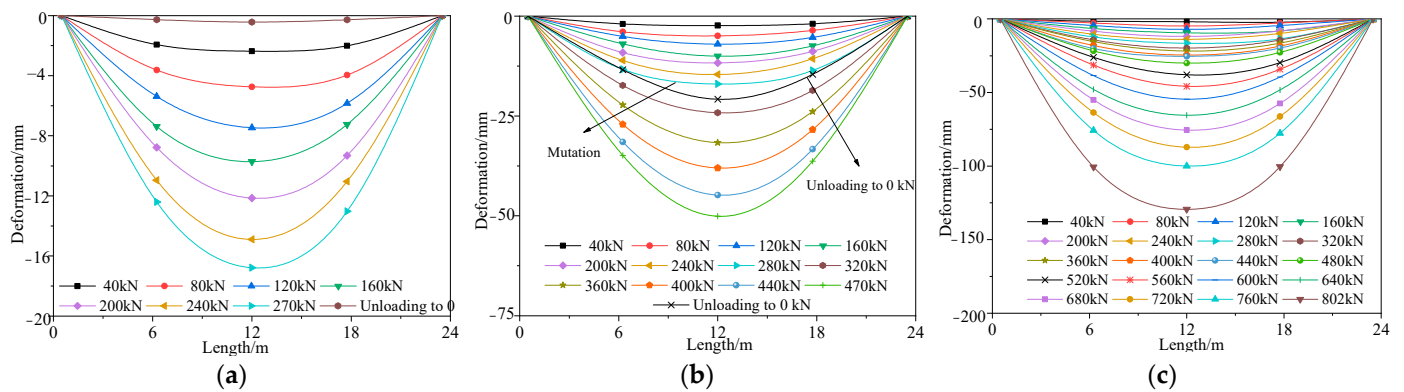 0
−4
−8
−12
−16
−20
Deformation/mm
40kN 80kN 120kN 160kN
200kN 240kN 270kN Unloading to 0
0 6 12 18 24
Length/m
(a)
0
−25
−50
−75
Deformation/mm
Mutation
Unloading to 0 kN
40kN 80kN 120kN 160kN
200kN 240kN 280kN 320kN
360kN 400kN 440kN 470kN
Unloading to 0 kN
0 6 12 18 24
Length/m
(b)
0
−50
−100
−150
−200
Deformation/mm
40kN 80kN 120kN 160kN
200kN 240kN 280kN 320kN
360kN 400kN 440kN 480kN
520kN 560kN 600kN 640kN
680kN 720kN 760kN 802kN
0 6 12 18 24
Length/m
(c)